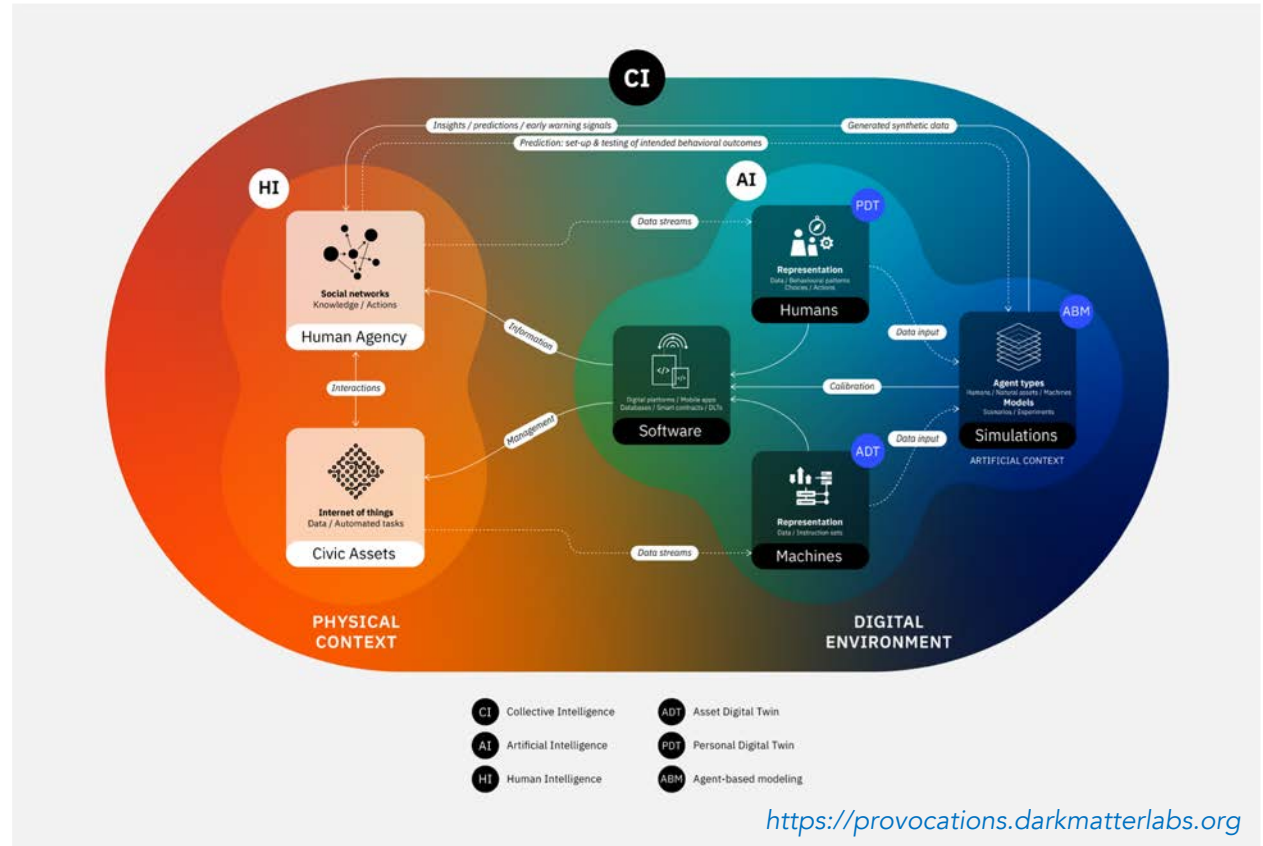 CI
Insights / predictions / early warning signals
Generated synthetic data
Prediction: set-up & testing of intended behavioral outcomes
HI
AI
PDT
Data streams
Representation
Data / Behavioural patterns
Choices / Actions
Humans
Social networks
Knowledge / Actions
Human Agency
Information
Data input
ABM
</>
</>
Digital platforms / Mobile apps
Databases / Smart contracts / DLTs
Software
Calibration
Agent types
Humans / Natural assets / Machines
Models
Scenarios / Experiments
Simulations
ARTIFICIAL CONTEXT
Interactions
Management
Data input
ADT
Internet of things
Data / Automated tasks
Civic Assets
Data streams
Representation
Data / Instruction sets
Machines
PHYSICAL
CONTEXT
DIGITAL
ENVIRONMENT
CI Collective Intelligence
ADT Asset Digital Twin
AI Artificial Intelligence
PDT Personal Digital Twin
HI Human Intelligence
ABM Agent-based modeling
https://provocations.darkmatterlabs.org